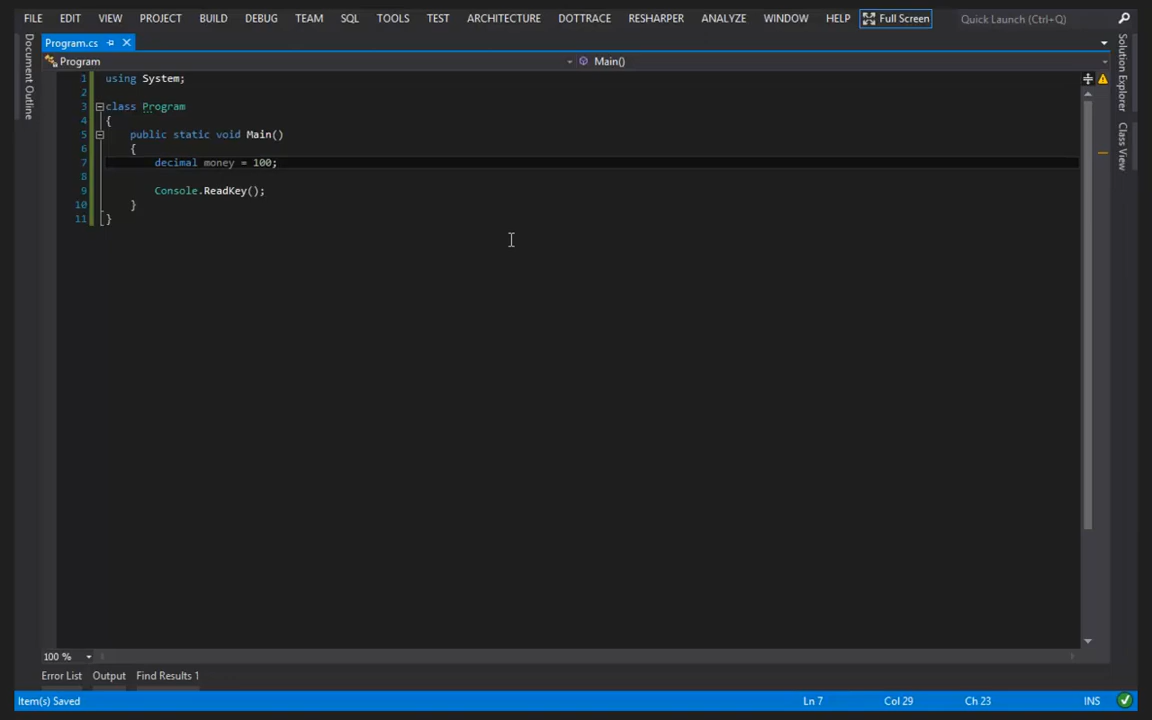 FILE EDIT VIEW PROJECT BUILD DEBUG TEAM SQL TOOLS TEST ARCHITECTURE DOTTRACE RESHARPER ANALYZE WINDOW HELP Full Screen Quick Launch (Ctrl+Q)
Program.cs
Program Main()
1 using System;
2
3 class Program
4 {
5 public static void Main()
6 {
7 decimal money = 100;
8
9 Console.ReadKey();
10 }
11 }
Document Outline
Solution Explorer
Class View
100 %
Error List Output Find Results 1
Item(s) Saved Ln 7 Col 29 Ch 23 INS